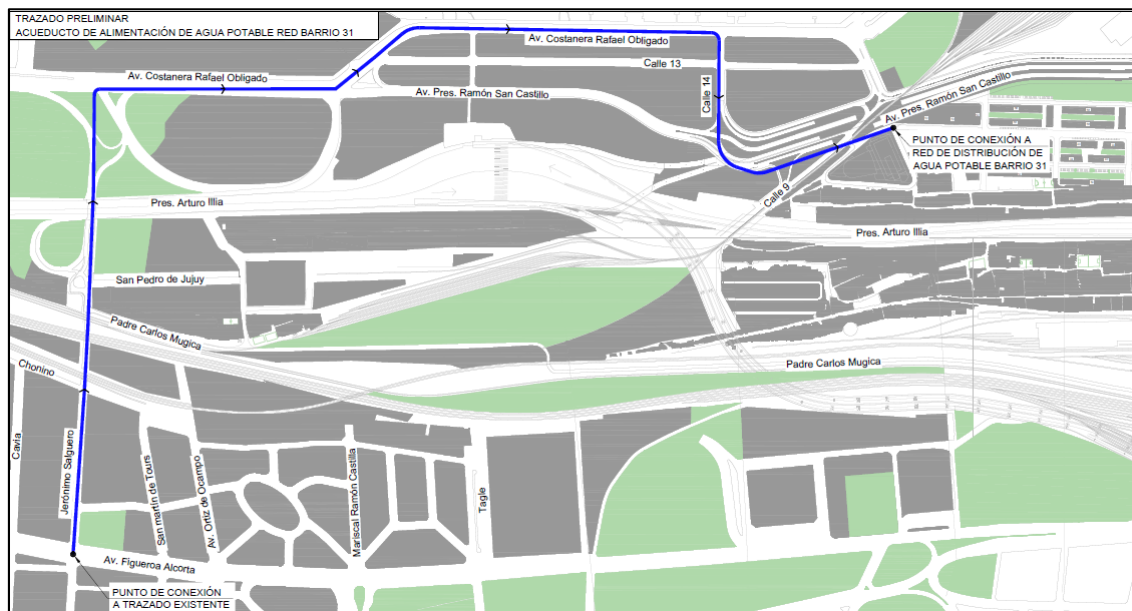 TRAZADO PRELIMINAR
ACUEDUCTO DE ALIMENTACIÓN DE AGUA POTABLE RED BARRIO 31
Av. Costanera Rafael Obligado
Av. Costanera Rafael Obligado
Calle 13
Av. Pres. Ramón San Castillo
Calle 14
Av. Pres. Ramón San Castillo
PUNTO DE CONEXIÓN A
RED DE DISTRIBUCIÓN DE
AGUA POTABLE BARRIO 31
Calle 9
Pres. Arturo Illia
Pres. Arturo Illia
San Pedro de Jujuy
Padre Carlos Mugica
Padre Carlos Mugica
Chonino
Cavia
Jerónimo Salguero
San martín de Tours
Av. Ortiz de Ocampo
Mariscal Ramón Castilla
Tagle
Av. Figueroa Alcorta
PUNTO DE CONEXIÓN
A TRAZADO EXISTENTE